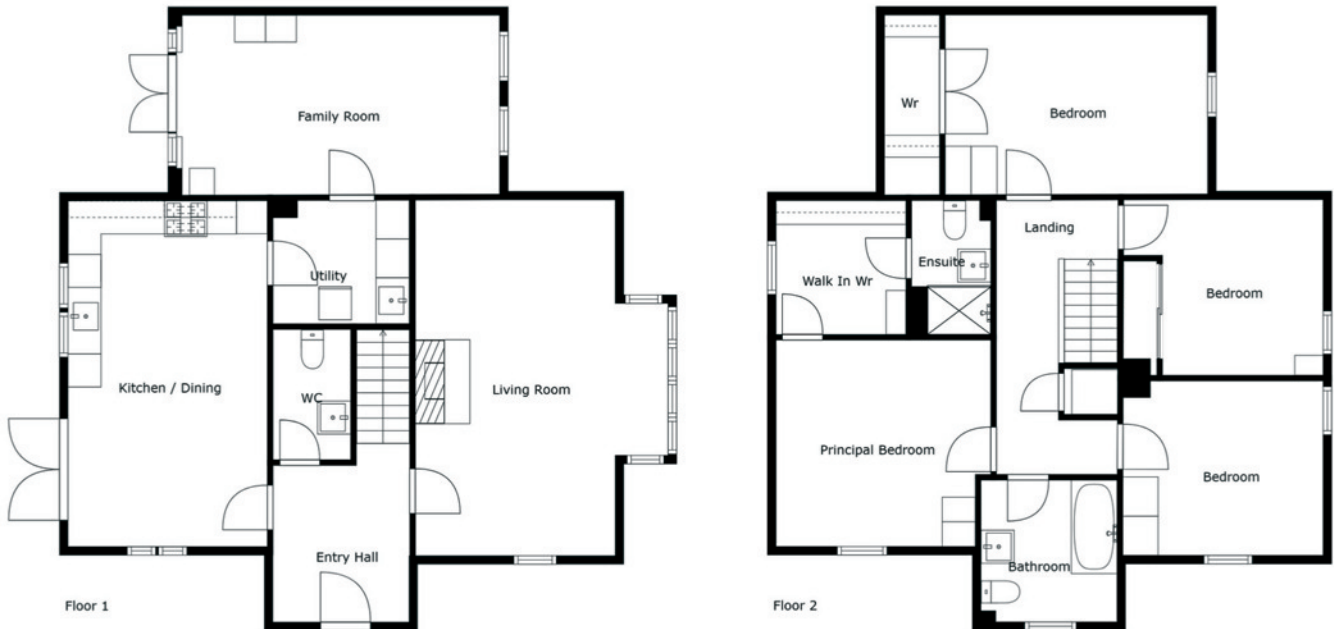 Family Room
Utility
Kitchen / Dining
WC
Living Room
Entry Hall
Floor 1
Wr
Bedroom
Landing
Ensuite
Walk In Wr
Bedroom
Principal Bedroom
Bedroom
Bathroom
Floor 2